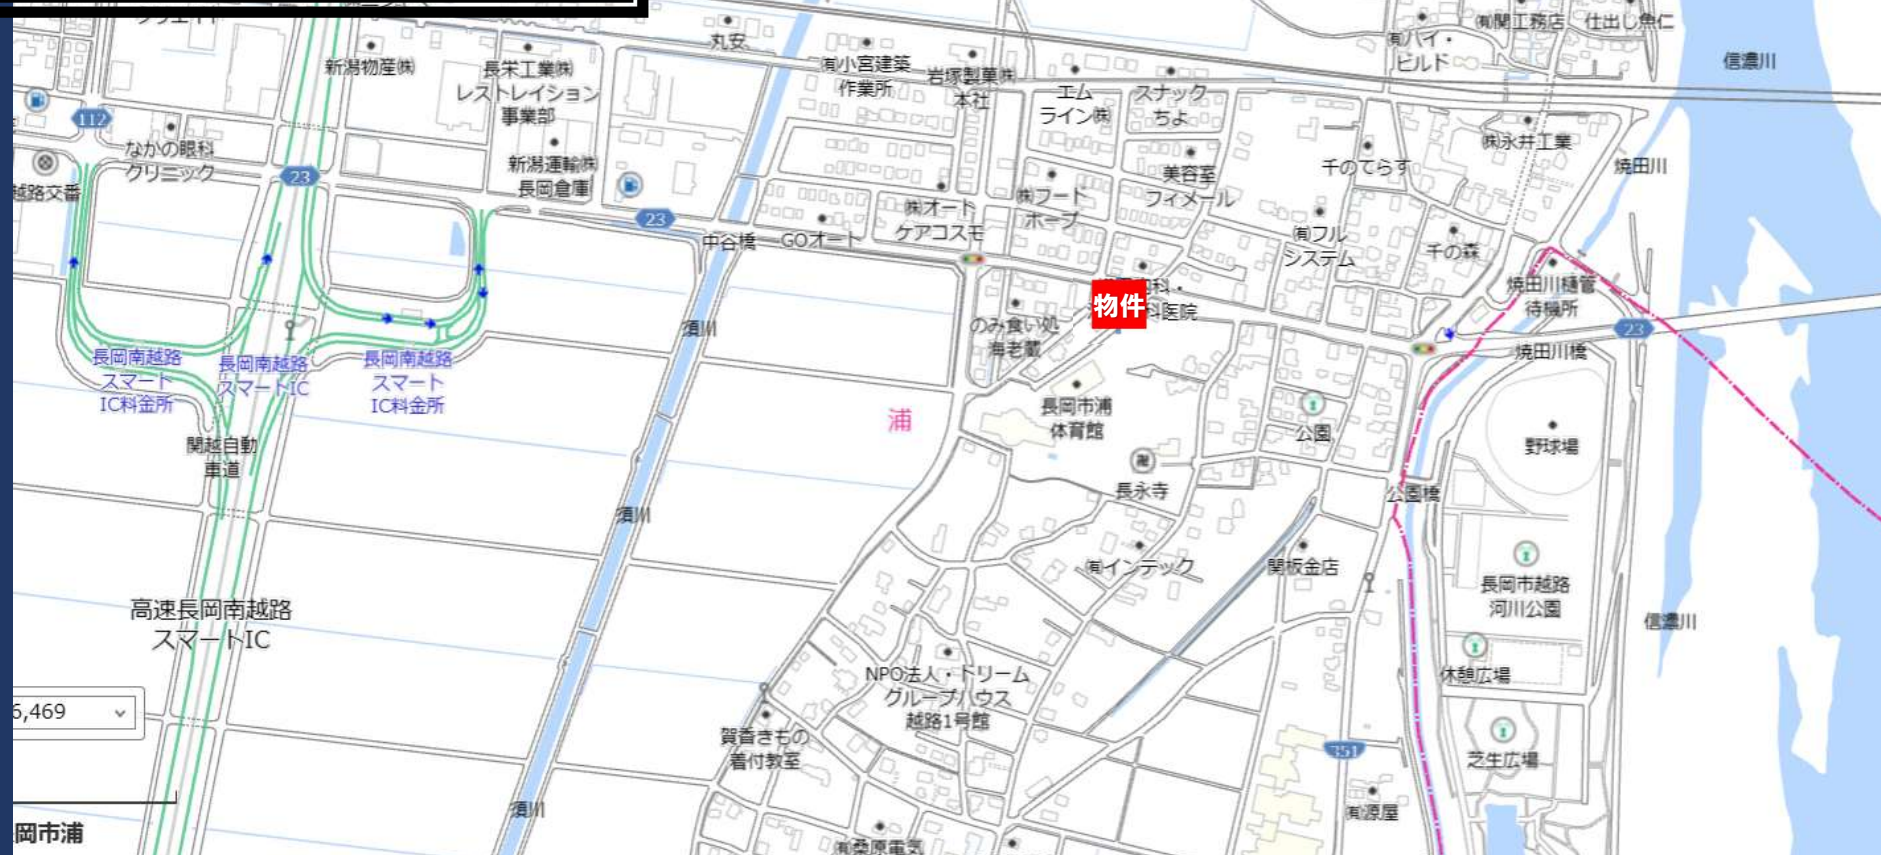 ㈲関工務店
仕出し魚仁
丸安
㈲ハイ・
ビルド
信濃川
新潟物産㈱
長栄工業㈱
レストレイション
事業部
㈲小宮建築
作業所
岩塚製菓㈱
本社
エム
ライン㈱
スナック
ちよ
112
なかの眼科
クリニック
㈱永井工業
越路交番
23
新潟運輸㈱
長岡倉庫
美容室
フィメール
千のてらす
焼田川
㈱オート
ケアコスモ
㈱フード
ホープ
23
中谷橋
GOオート
㈲フル
システム
千の森
物件
科・
科医院
焼田川樋管
待機所
23
焼田川橋
のみ食い処
海老蔵
須川
長岡南越路
スマート
IC料金所
長岡南越路
スマートIC
長岡南越路
スマート
IC料金所
浦
長岡市浦
体育館
公園
野球場
関越自動
車道
長永寺
公園橋
須川
㈲インテック
関板金店
長岡市越路
河川公園
高速長岡南越路
スマートIC
信濃川
休憩広場
NPO法人・ドリーム
グループハウス
越路1号館
6,469
賀香きもの
着付教室
351
芝生広場
須川
㈲源屋
岡市浦
㈲桑原電気